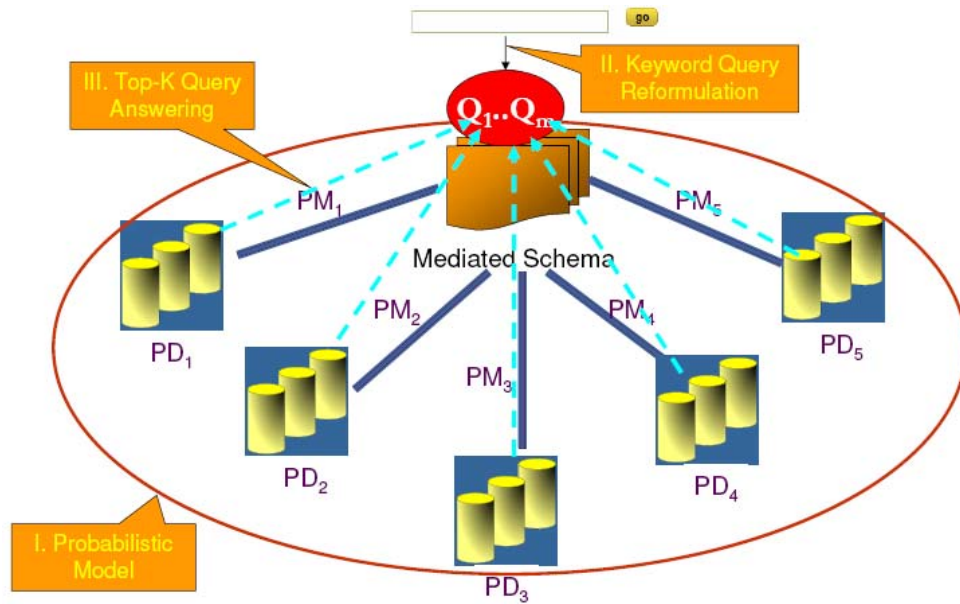 go
III. Top-K Query
Answering
II. Keyword Query
Reformulation
Q1..Qm
PM1
PM5
Mediated Schema
PM2
PM4
PD1
PD5
PM3
PD2
PD4
I. Probabilistic
Model
PD3